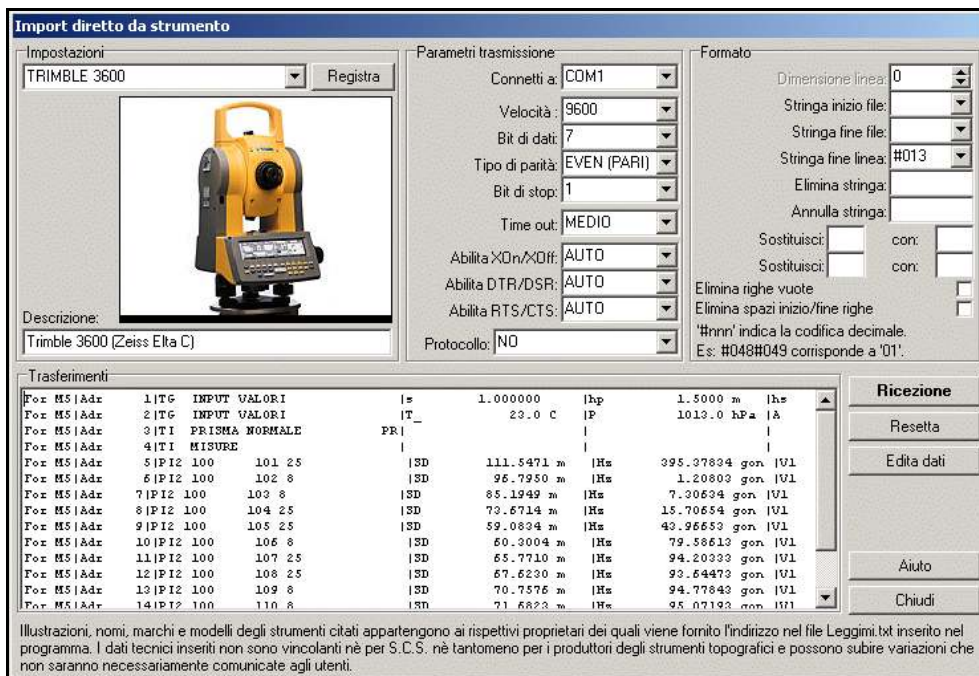 Import diretto da strumento
Impostazioni
TRIMBLE 3600
Registra
Descrizione:
Trimble 3600 (Zeiss Elta C)
Parametri trasmissione
Connetti a: COM1
Velocità : 9600
Bit di dati: 7
Tipo di parità: EVEN (PARI)
Bit di stop: 1
Time out: MEDIO
Abilita XOn/XOff: AUTO
Abilita DTR/DSR: AUTO
Abilita RTS/CTS: AUTO
Protocollo: NO
Formato
Dimensione linea: 0
Stringa inizio file:
Stringa fine file:
Stringa fine linea: #013
Elimina stringa:
Annulla stringa:
Sostituisci: con:
Sostituisci: con:
Elimina righe vuote
Elimina spazi inizio/fine righe
'#nnn' indica la codifica decimale.
Es: #048#049 corrisponde a '01'.
Trasferimenti
For M5|Adr 1|TG INPUT VALORI |s 1.000000 |hp 1.5000 m |hs
For M5|Adr 2|TG INPUT VALORI |T_ 23.0 C |P 1013.0 hPa |A
For M5|Adr 3|TI PRISMA NORMALE PR| | |
For M5|Adr 4|TI MISURE | | |
For M5|Adr 5|PI2 100 101 25 |SD 111.5471 m |Hz 395.37834 gon |V1
For M5|Adr 6|PI2 100 102 8 |SD 96.7950 m |Hz 1.20803 gon |V1
For M5|Adr 7|PI2 100 103 8 |SD 85.1949 m |Hz 7.30634 gon |V1
For M5|Adr 8|PI2 100 104 25 |SD 73.6714 m |Hz 15.70654 gon |V1
For M5|Adr 9|PI2 100 105 25 |SD 59.0834 m |Hz 43.96653 gon |V1
For M5|Adr 10|PI2 100 106 8 |SD 60.3004 m |Hz 79.58613 gon |V1
For M5|Adr 11|PI2 100 107 25 |SD 65.7710 m |Hz 94.20333 gon |V1
For M5|Adr 12|PI2 100 108 25 |SD 67.6230 m |Hz 93.64473 gon |V1
For M5|Adr 13|PI2 100 109 8 |SD 70.7576 m |Hz 94.77843 gon |V1
For M5|Adr 14|PI2 100 110 8 |SD 71.6823 m |Hz 95.07193 gon |V1
Ricezione
Resetta
Edita dati
Aiuto
Chiudi
Illustrazioni, nomi, marchi e modelli degli strumenti citati appartengono ai rispettivi proprietari dei quali viene fornito l'indirizzo nel file Leggimi.txt inserito nel
programma. I dati tecnici inseriti non sono vincolanti nè per S.C.S. nè tantomeno per i produttori degli strumenti topografici e possono subire variazioni che
non saranno necessariamente comunicate agli utenti.